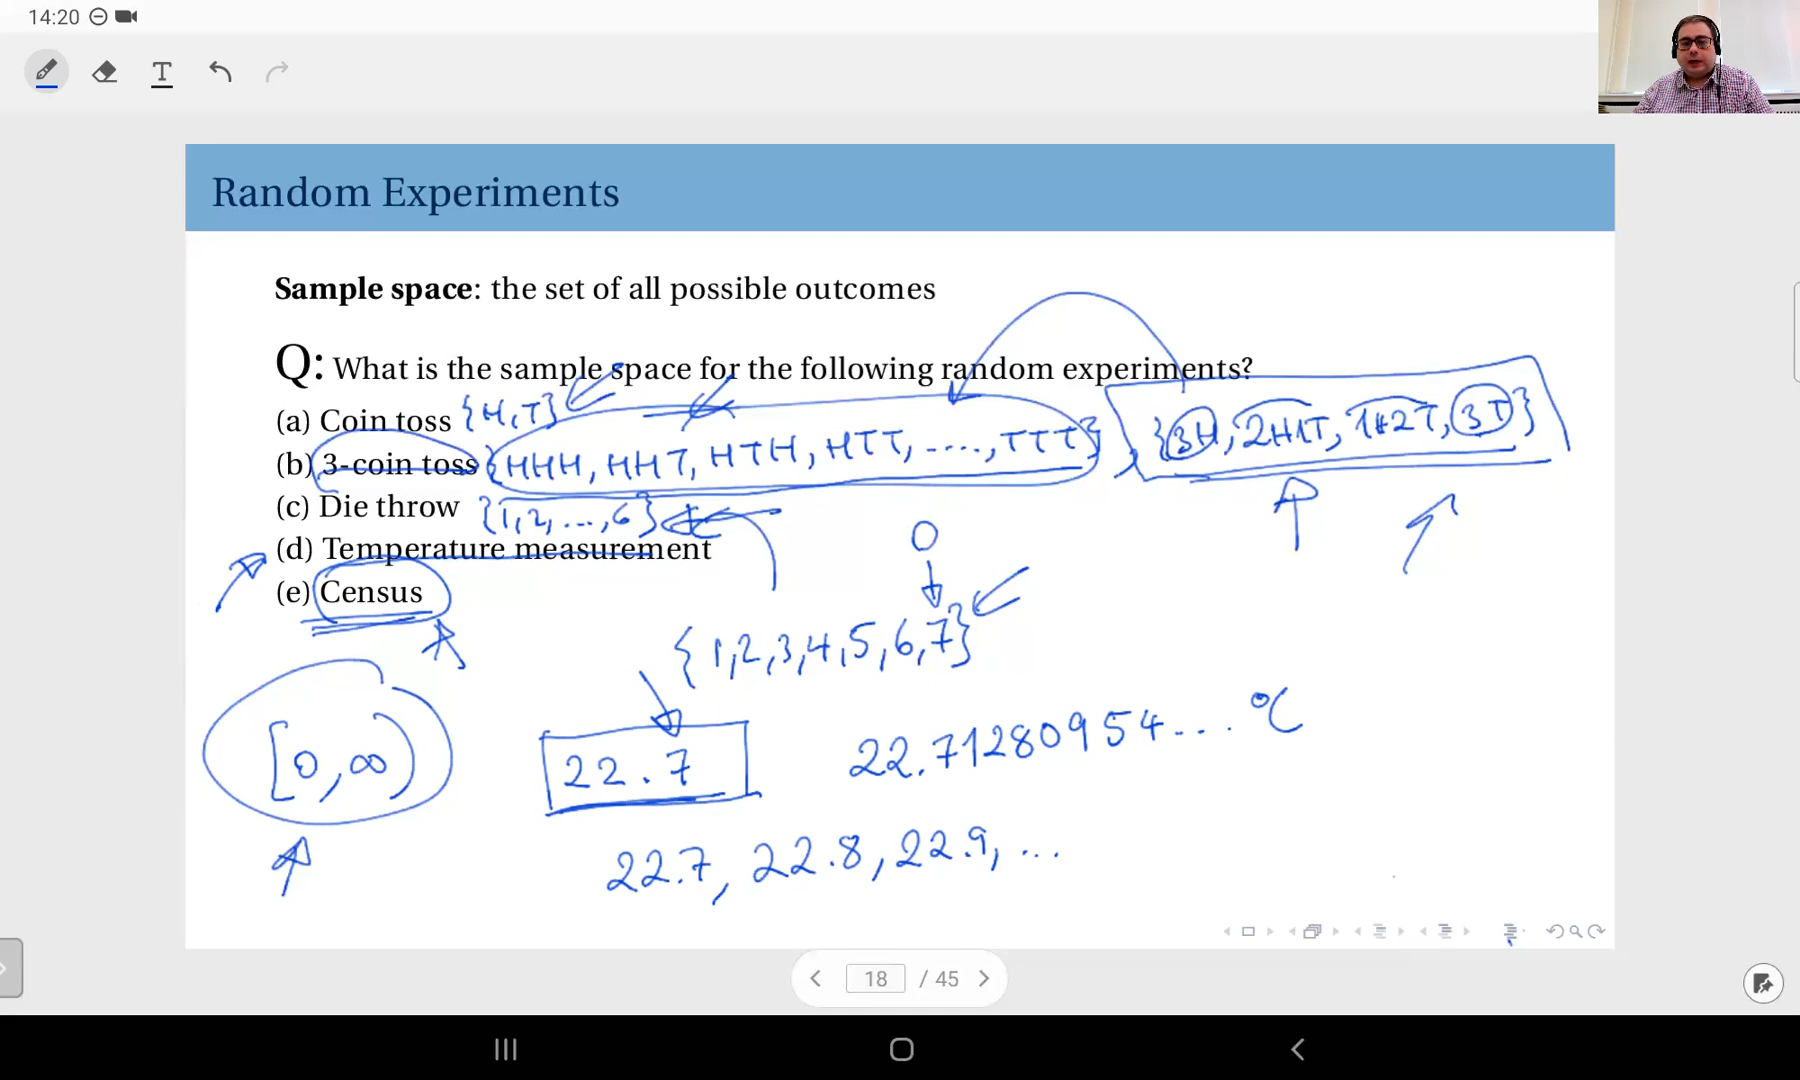 14:20
T
Random Experiments
Sample space: the set of all possible outcomes
Q: What is the sample space for the following random experiments?
(a) Coin toss {H,T}
(b) 3-coin toss {HHH, HHT, HTH, HTT, ...., TTT}, {3H, 2H1T, 1H2T, 3T}
(c) Die throw {1,2,...,6}
(d) Temperature measurement
(e) Census
0
{1,2,3,4,5,6,7}
[0,∞)
22.7
22.71280954... °C
22.7, 22.8, 22.9, ...
18 / 45